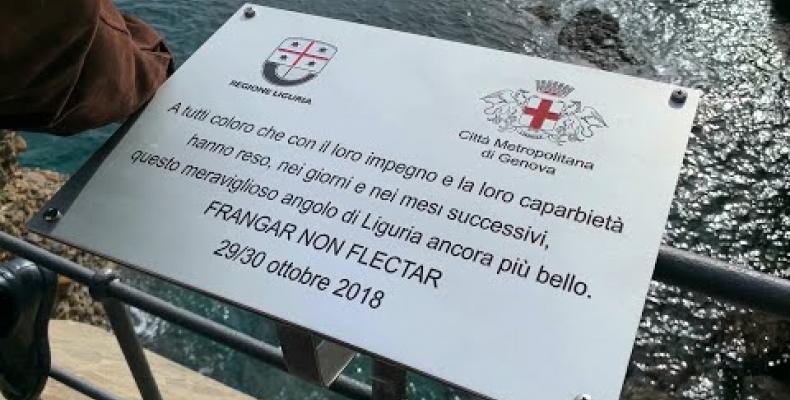 REGIONE LIGURIA
Città Metropolitana
di Genova
A tutti coloro che con il loro impegno e la loro caparbietà
hanno reso, nei giorni e nei mesi successivi,
questo meraviglioso angolo di Liguria ancora più bello.
FRANGAR NON FLECTAR
29/30 ottobre 2018